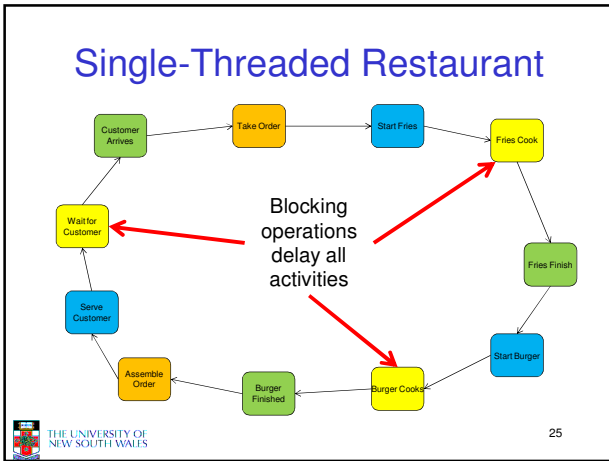 Single-Threaded Restaurant
Customer
Arrives
Take Order
Start Fries
Fries Cook
Wait for
Customer
Blocking
operations
delay all
activities
Fries Finish
Serve
Customer
Start Burger
Assemble
Order
Burger
Finished
Burger Cooks
THE UNIVERSITY OF
NEW SOUTH WALES
25